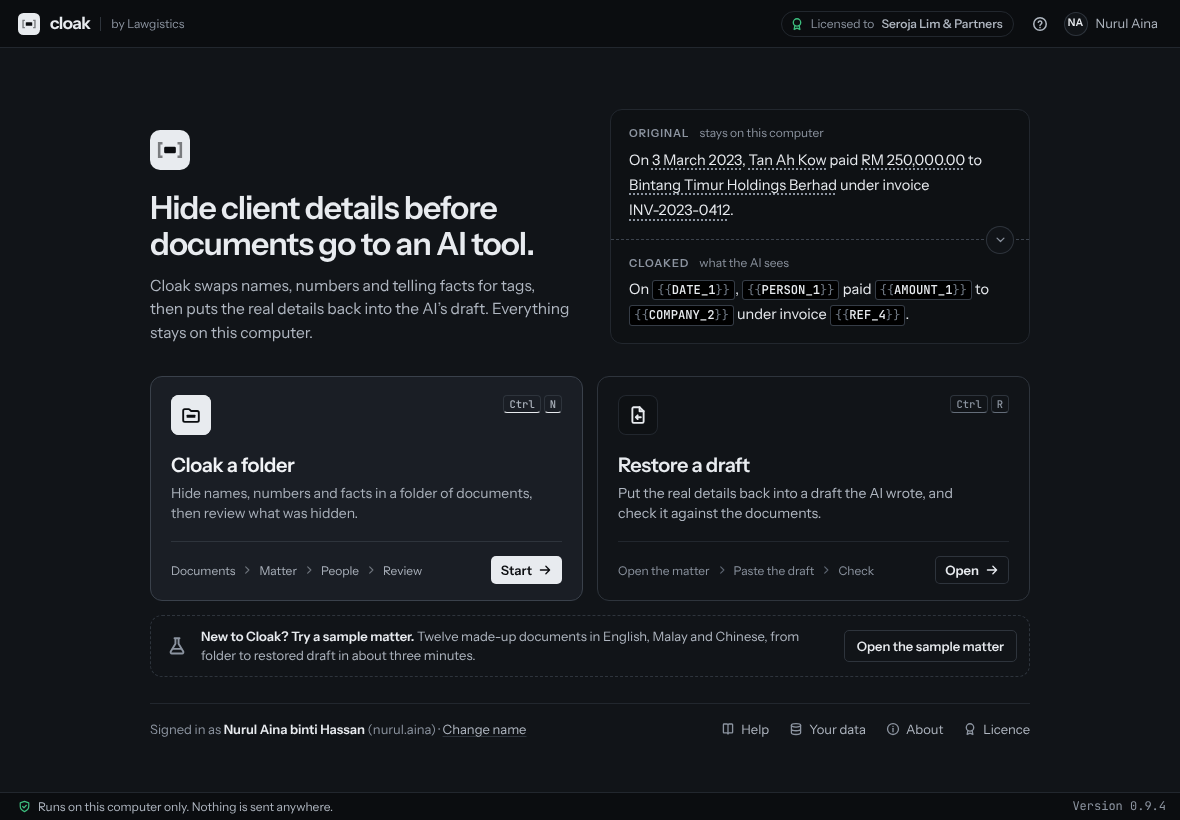 cloak by Lawgistics
Licensed to Seroja Lim & Partners
NA Nurul Aina
Hide client details before
documents go to an AI tool.
Cloak swaps names, numbers and telling facts for tags,
then puts the real details back into the AI's draft. Everything
stays on this computer.
ORIGINAL stays on this computer
On 3 March 2023, Tan Ah Kow paid RM 250,000.00 to
Bintang Timur Holdings Berhad under invoice
INV-2023-0412.
CLOAKED what the AI sees
On {{DATE_1}}, {{PERSON_1}} paid {{AMOUNT_1}} to
{{COMPANY_2}} under invoice {{REF_4}}.
Ctrl N
Cloak a folder
Hide names, numbers and facts in a folder of documents,
then review what was hidden.
Documents > Matter > People > Review
Start →
Ctrl R
Restore a draft
Put the real details back into a draft the AI wrote, and
check it against the documents.
Open the matter > Paste the draft > Check
Open →
New to Cloak? Try a sample matter. Twelve made-up documents in English, Malay and Chinese, from
folder to restored draft in about three minutes.
Open the sample matter
Signed in as Nurul Aina binti Hassan (nurul.aina) · Change name
Help
Your data
About
Licence
Runs on this computer only. Nothing is sent anywhere.
Version 0.9.4